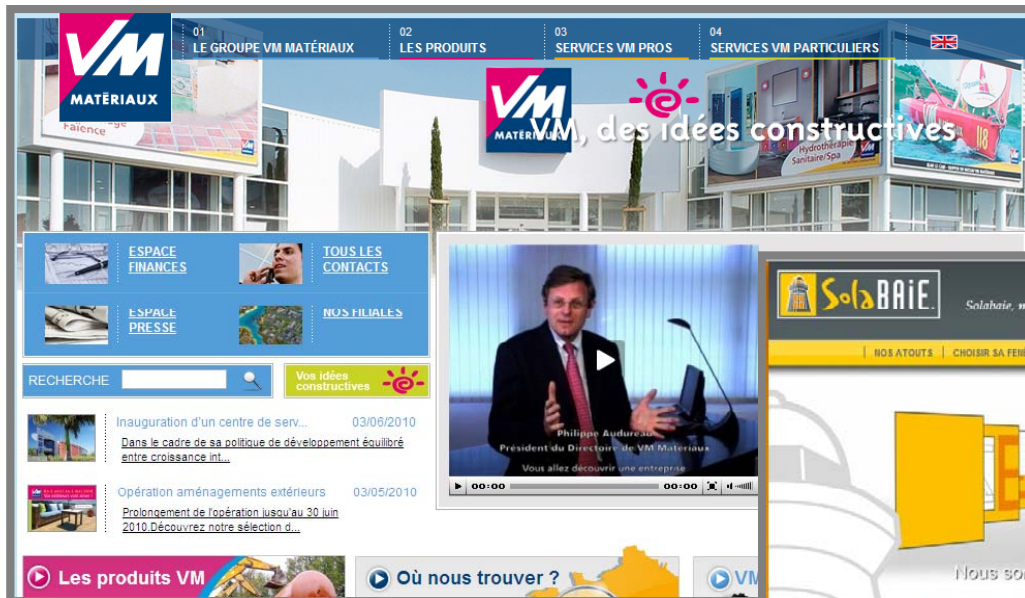 VM
MATÉRIAUX
01
LE GROUPE VM MATÉRIAUX
02
LES PRODUITS
03
SERVICES VM PROS
04
SERVICES VM PARTICULIERS
VM
VM, des idées constructives
Faïence
Hydrothérapie
Sanitaire/Spa
118
ESPACE
FINANCES
TOUS LES
CONTACTS
ESPACE
PRESSE
NOS FILIALES
RECHERCHE
Vos idées
constructives
Inauguration d'un centre de serv... 03/06/2010
Dans le cadre de sa politique de développement équilibré
entre croissance int...
Opération aménagements extérieurs 03/05/2010
Prolongement de l'opération jusqu'au 30 juin
2010.Découvrez notre sélection d...
Philippe Audureau
Président du Directoire de VM Matériaux
Vous allez découvrir une entreprise
00:00 00:00
SolaBAIE
Solabaie,
NOS ATOUTS | CHOISIR SA
Les produits VM
Où nous trouver ?
VM
Nous